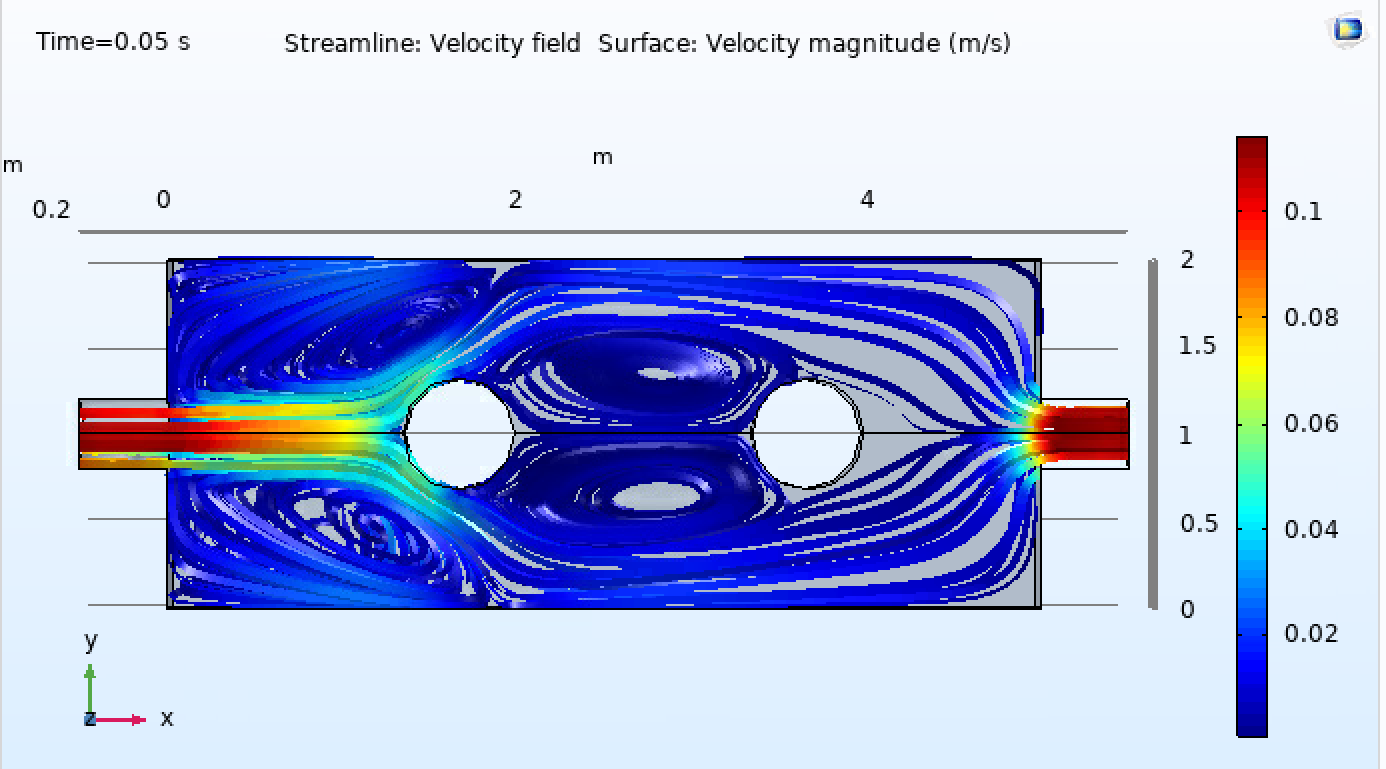 Time=0.05 s Streamline: Velocity field Surface: Velocity magnitude (m/s)
m
m
0.2
0 2 4
2
1.5
1
0.5
0
0.1
0.08
0.06
0.04
0.02
y
z
x